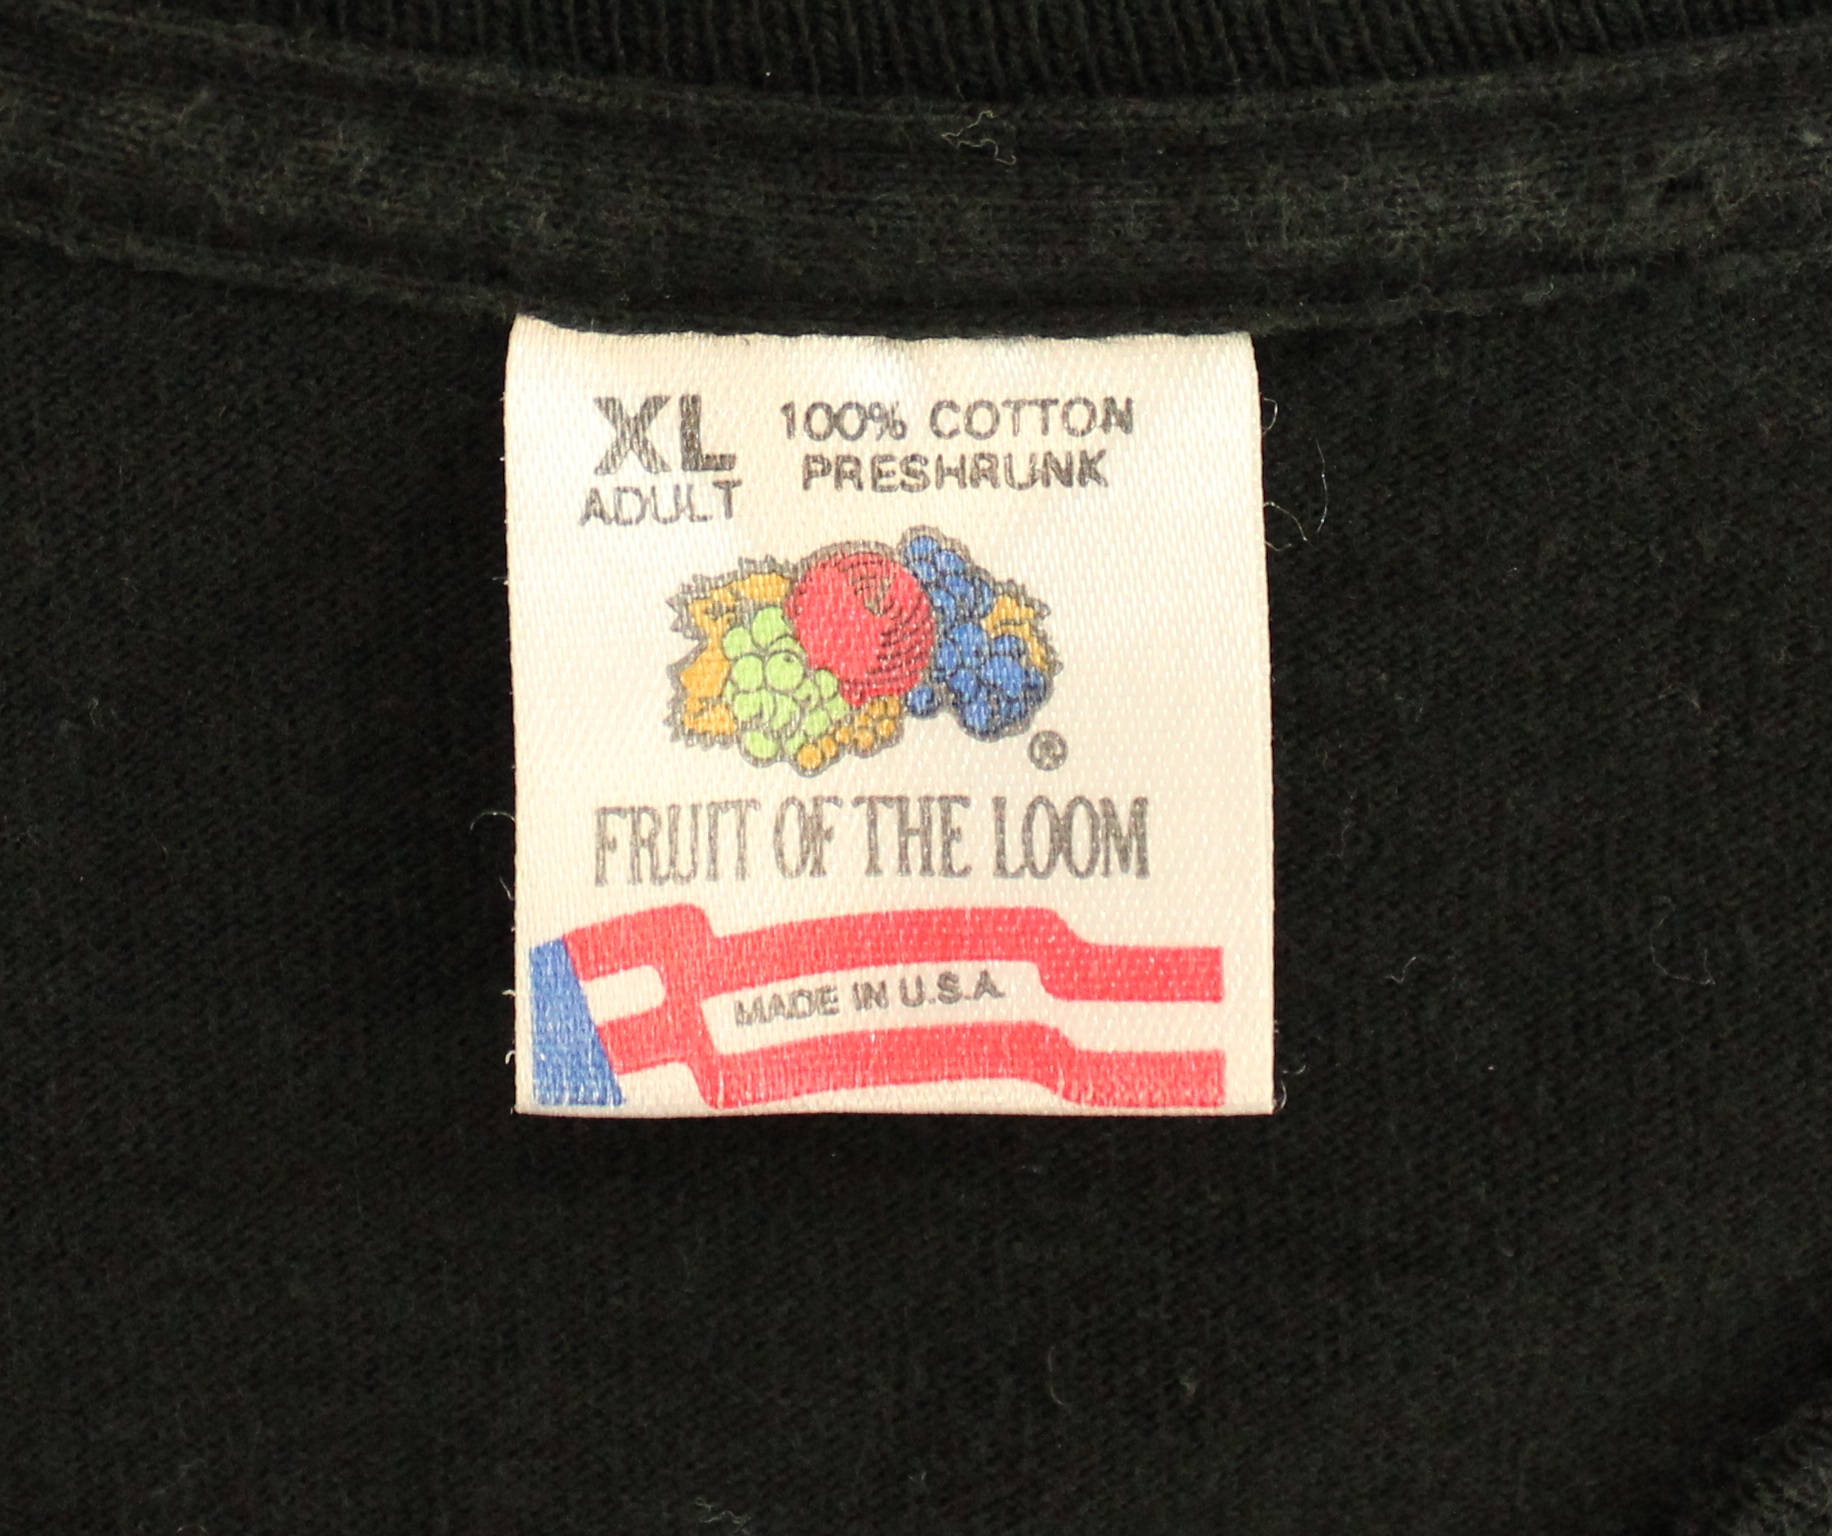 XL
ADULT
100% COTTON
PRESHRUNK
®
FRUIT OF THE LOOM
MADE IN U.S.A.